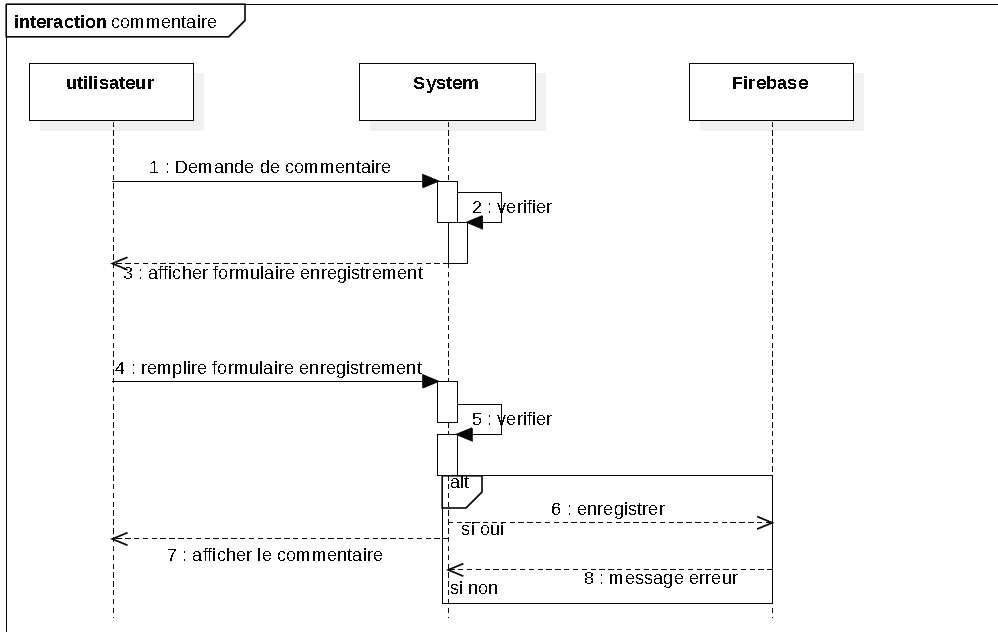 interaction commentaire
utilisateur
System
Firebase
1 : Demande de commentaire
2 : verifier
3 : afficher formulaire enregistrement
4 : remplire formulaire enregistrement
5 : verifier
alt
6 : enregistrer
si oui
7 : afficher le commentaire
8 : message erreur
si non